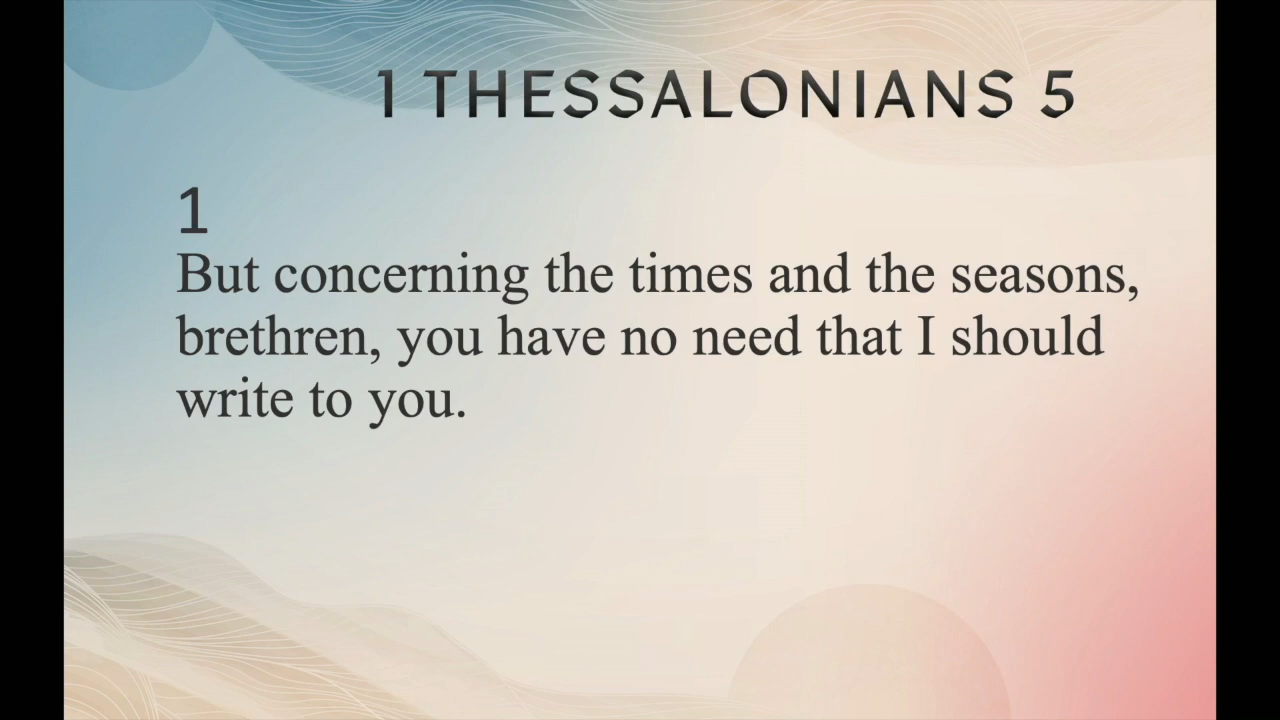 1 THESSALONIANS 5
1
But concerning the times and the seasons,
brethren, you have no need that I should
write to you.